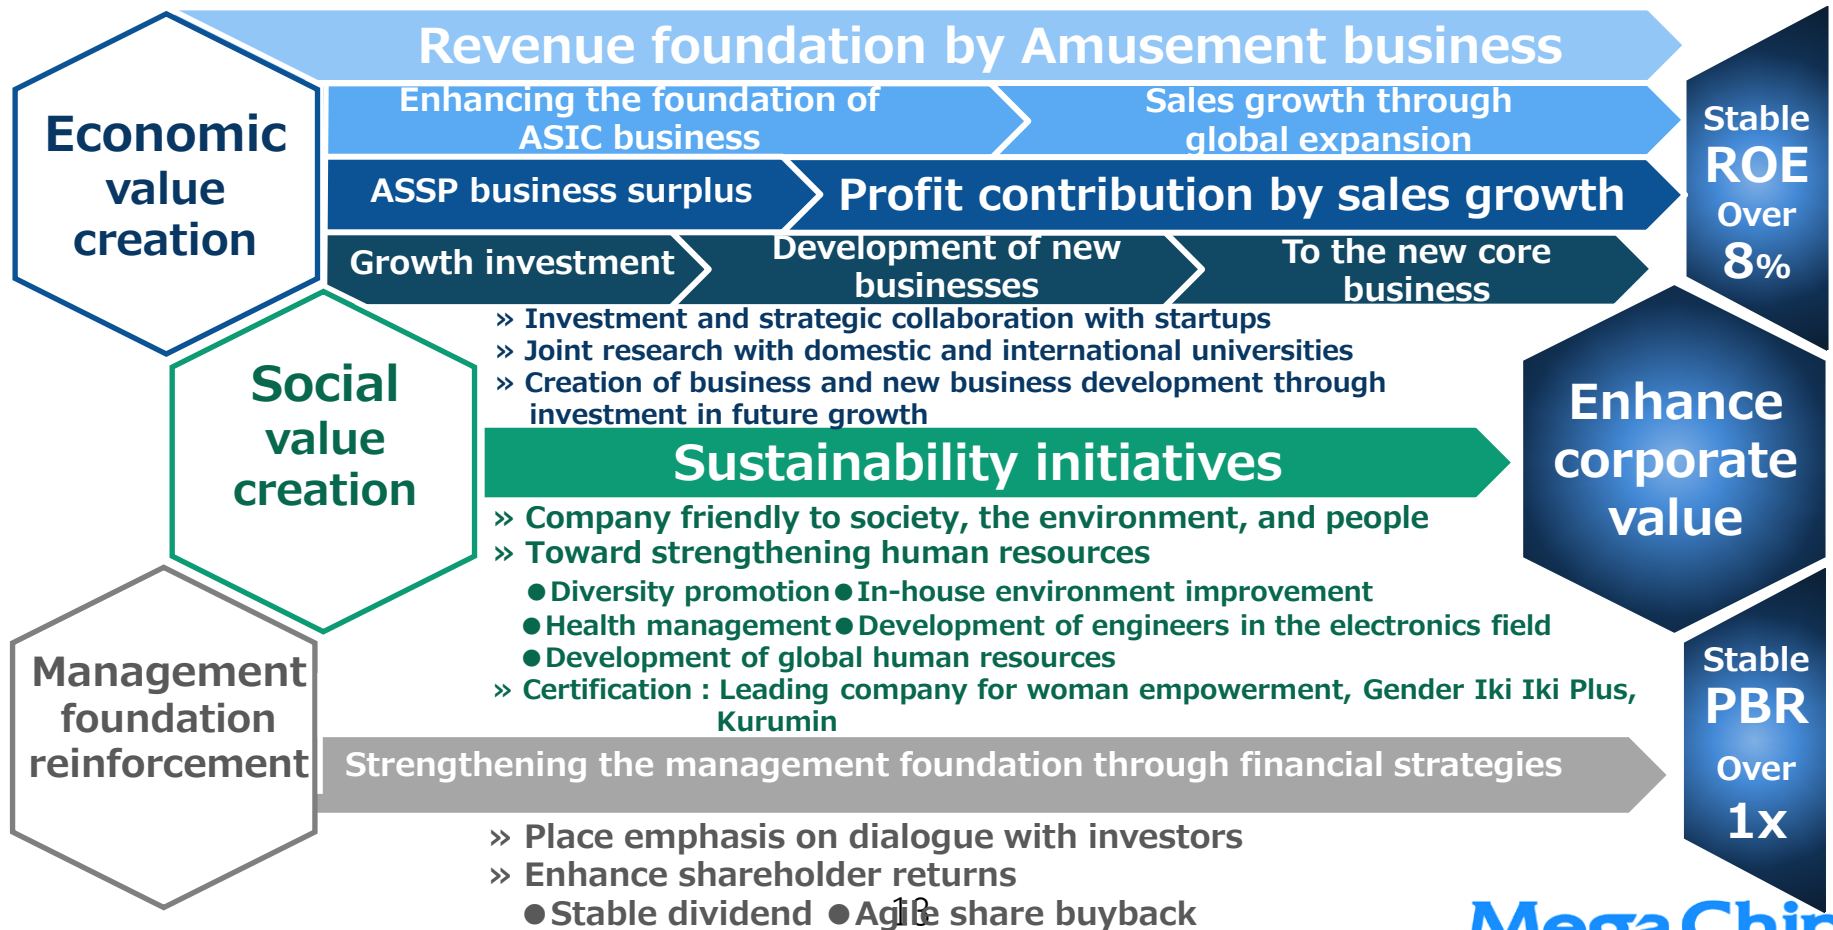 Revenue foundation by Amusement business
Economic
value
creation
Enhancing the foundation of
ASIC business
Sales growth through
global expansion
ASSP business surplus
Profit contribution by sales growth
Growth investment
Development of new
businesses
To the new core
business
Stable
ROE
Over
8%
» Investment and strategic collaboration with startups
» Joint research with domestic and international universities
» Creation of business and new business development through
investment in future growth
Social
value
creation
Sustainability initiatives
» Company friendly to society, the environment, and people
» Toward strengthening human resources
●Diversity promotion●In-house environment improvement
●Health management●Development of engineers in the electronics field
●Development of global human resources
» Certification : Leading company for woman empowerment, Gender Iki Iki Plus,
Kurumin
Enhance
corporate
value
Management
foundation
reinforcement
Strengthening the management foundation through financial strategies
» Place emphasis on dialogue with investors
» Enhance shareholder returns
●Stable dividend ●Agile share buyback
Stable
PBR
Over
1x
13
MegaChip